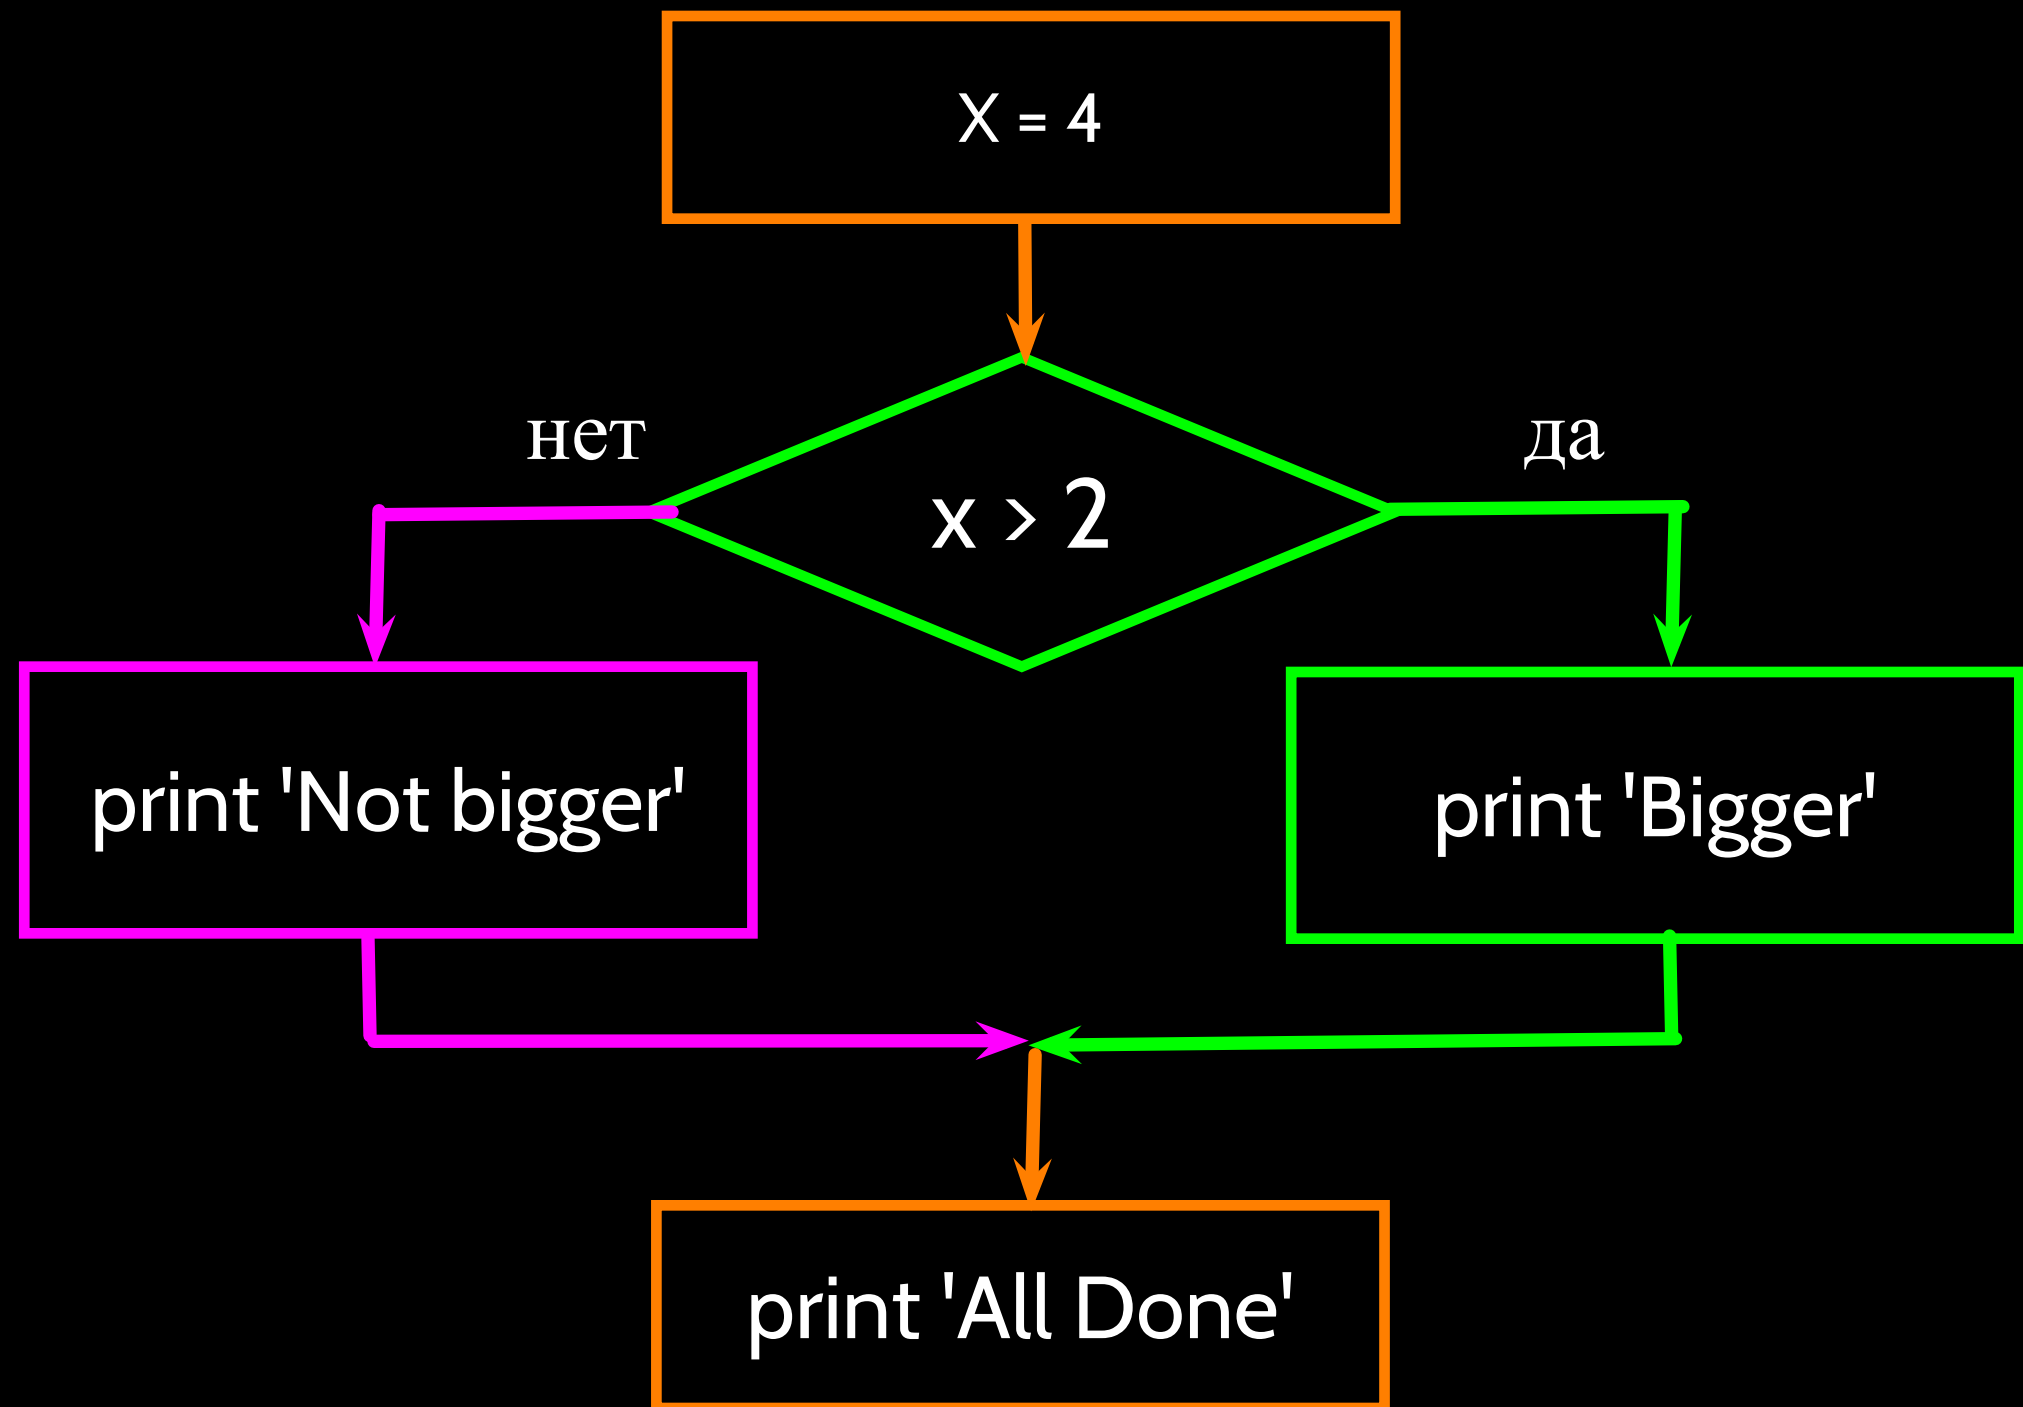 X = 4
нет
да
x > 2
print 'Not bigger'
print 'Bigger'
print 'All Done'